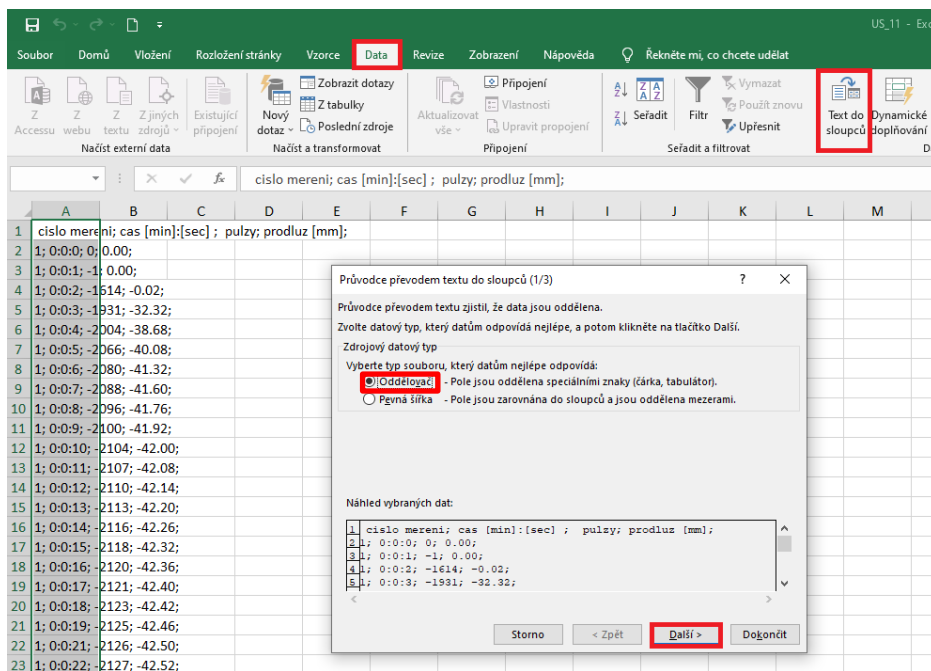 US_11 - Exc
Soubor Domů Vložení Rozložení stránky Vzorce Data Revize Zobrazení Nápověda Řekněte mi, co chcete udělat
Z Accessu
Z webu
Z textu
Z jiných zdrojů
Existující připojení
Načíst externí data
Nový dotaz
Zobrazit dotazy
Z tabulky
Poslední zdroje
Načíst a transformovat
Aktualizovat vše
Připojení
Vlastnosti
Upravit propojení
Připojení
Seřadit
Filtr
Vymazat
Použít znovu
Upřesnit
Seřadit a filtrovat
Text do sloupců
Dynamické doplňování
D
fx cislo mereni; cas [min]:[sec] ; pulzy; prodluz [mm];
A B C D E F G H I J K L M
1 cislo mereni; cas [min]:[sec] ; pulzy; prodluz [mm];
2 1; 0:0:0; 0; 0.00;
3 1; 0:0:1; -1; 0.00;
4 1; 0:0:2; -1614; -0.02;
5 1; 0:0:3; -1931; -32.32;
6 1; 0:0:4; -2004; -38.68;
7 1; 0:0:5; -2066; -40.08;
8 1; 0:0:6; -2080; -41.32;
9 1; 0:0:7; -2088; -41.60;
10 1; 0:0:8; -2096; -41.76;
11 1; 0:0:9; -2100; -41.92;
12 1; 0:0:10; -2104; -42.00;
13 1; 0:0:11; -2107; -42.08;
14 1; 0:0:12; -2110; -42.14;
15 1; 0:0:13; -2113; -42.20;
16 1; 0:0:14; -2116; -42.26;
17 1; 0:0:15; -2118; -42.32;
18 1; 0:0:16; -2120; -42.36;
19 1; 0:0:17; -2121; -42.40;
20 1; 0:0:18; -2123; -42.42;
21 1; 0:0:19; -2125; -42.46;
22 1; 0:0:21; -2126; -42.50;
23 1; 0:0:22; -2127; -42.52;
Průvodce převodem textu do sloupců (1/3) ? ×
Průvodce převodem textu zjistil, že data jsou oddělena.
Zvolte datový typ, který datům odpovídá nejlépe, a potom klikněte na tlačítko Další.
Zdrojový datový typ
Vyberte typ souboru, který datům nejlépe odpovídá:
Oddělovač - Pole jsou oddělena speciálními znaky (čárka, tabulátor).
Pevná šířka - Pole jsou zarovnána do sloupců a jsou oddělena mezerami.
Náhled vybraných dat:
1 cislo mereni; cas [min]:[sec] ; pulzy; prodluz [mm];
2 1; 0:0:0; 0; 0.00;
3 1; 0:0:1; -1; 0.00;
4 1; 0:0:2; -1614; -0.02;
5 1; 0:0:3; -1931; -32.32;
Storno < Zpět Další > Dokončit